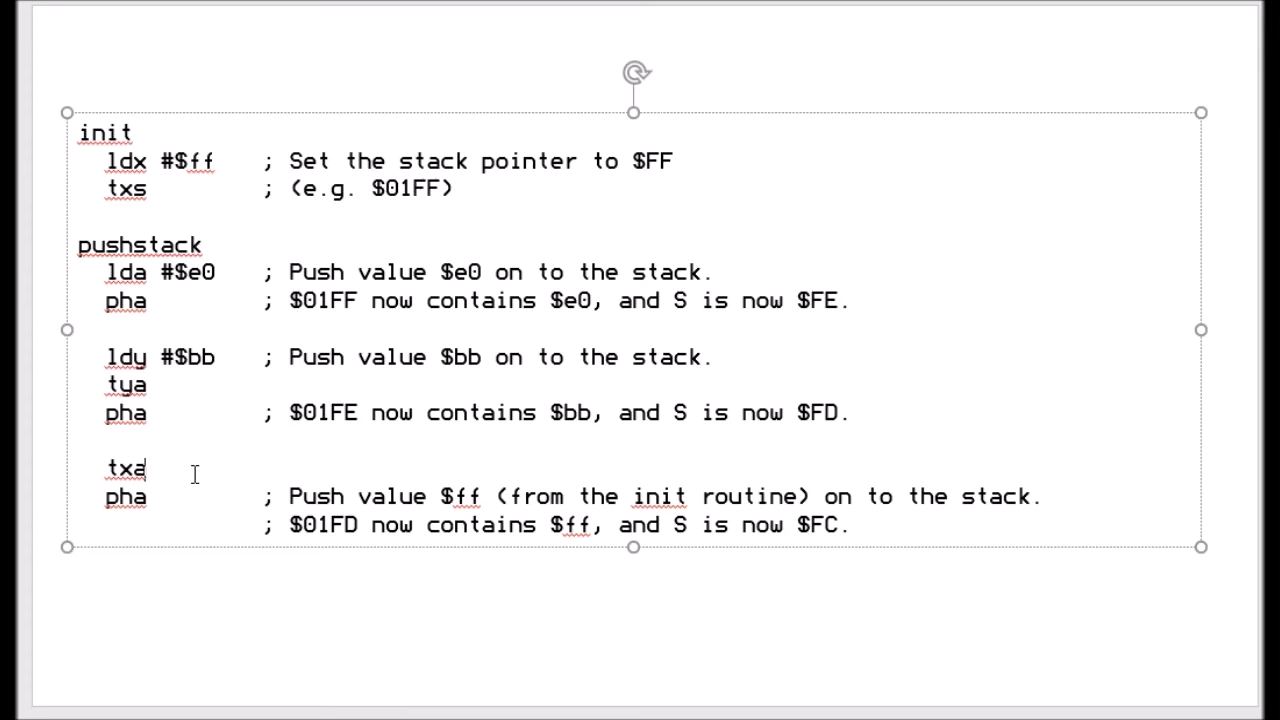 init
ldx #$ff ; Set the stack pointer to $FF
txs ; (e.g. $01FF)
pushstack
lda #$e0 ; Push value $e0 on to the stack.
pha ; $01FF now contains $e0, and S is now $FE.
ldy #$bb ; Push value $bb on to the stack.
tya
pha ; $01FE now contains $bb, and S is now $FD.
txa
pha ; Push value $ff (from the init routine) on to the stack.
; $01FD now contains $ff, and S is now $FC.